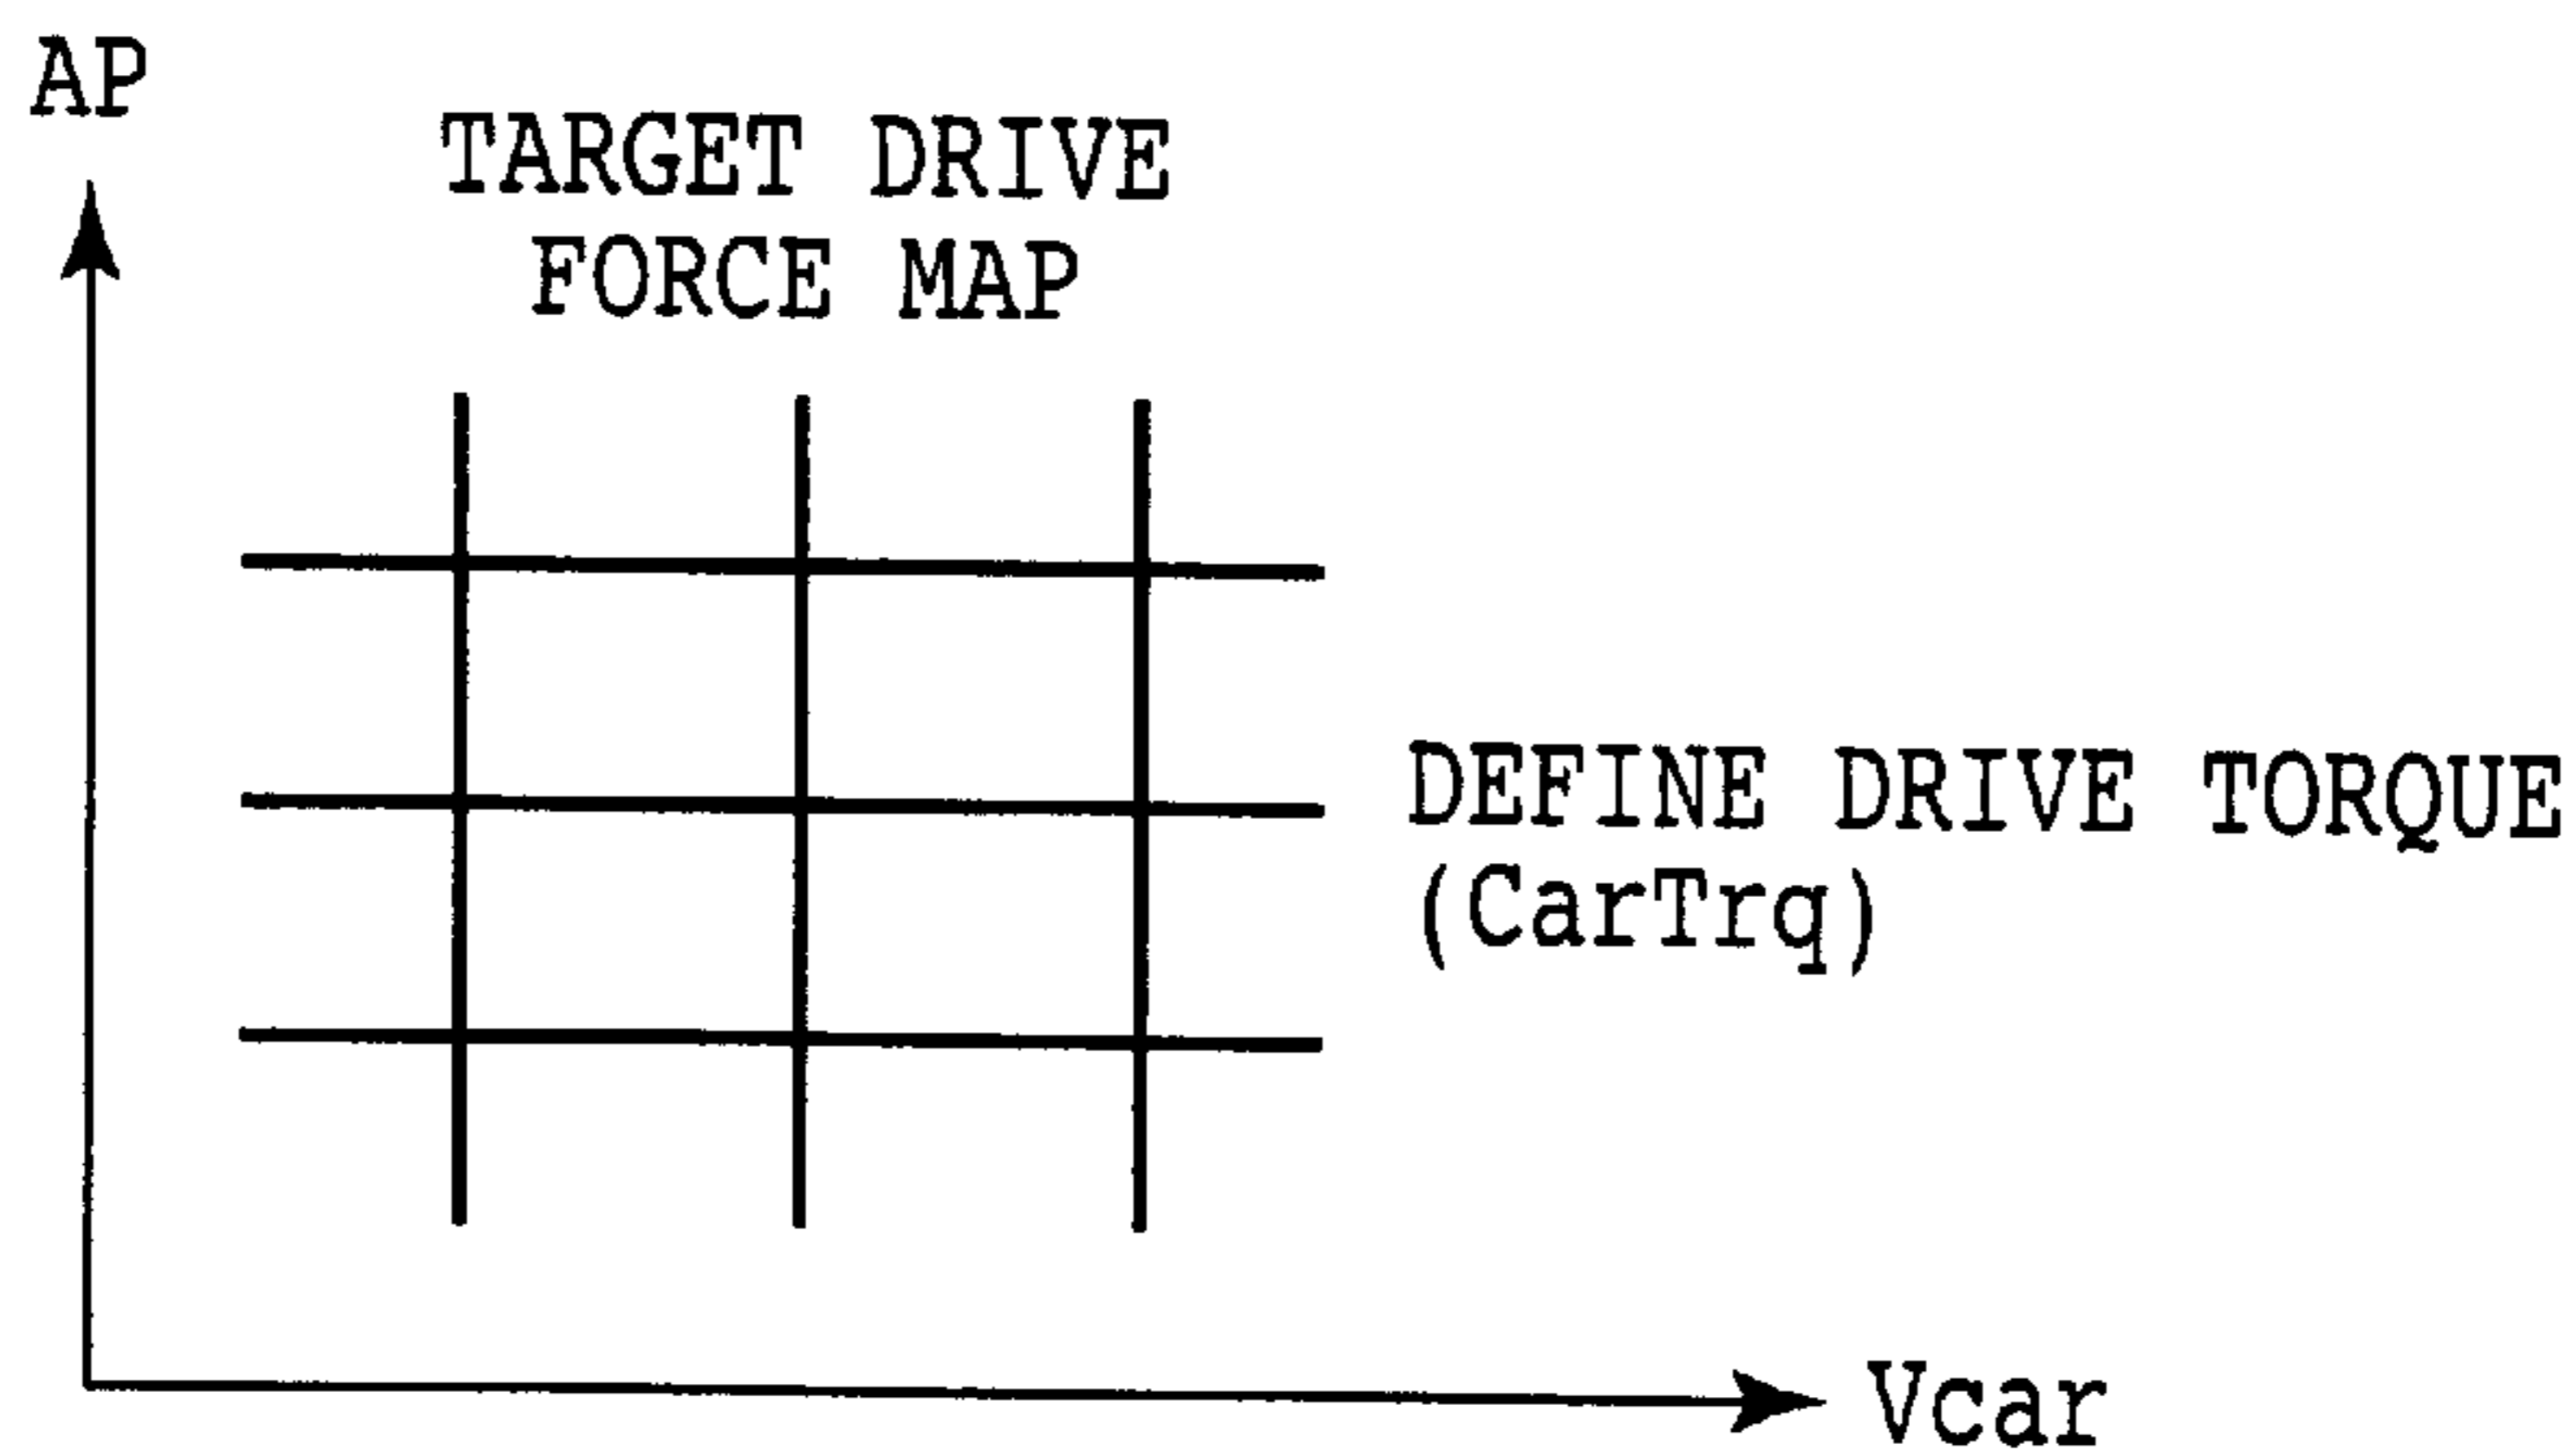 AP
TARGET DRIVE
FORCE MAP
DEFINE DRIVE TORQUE
(CarTrq)
Vcar